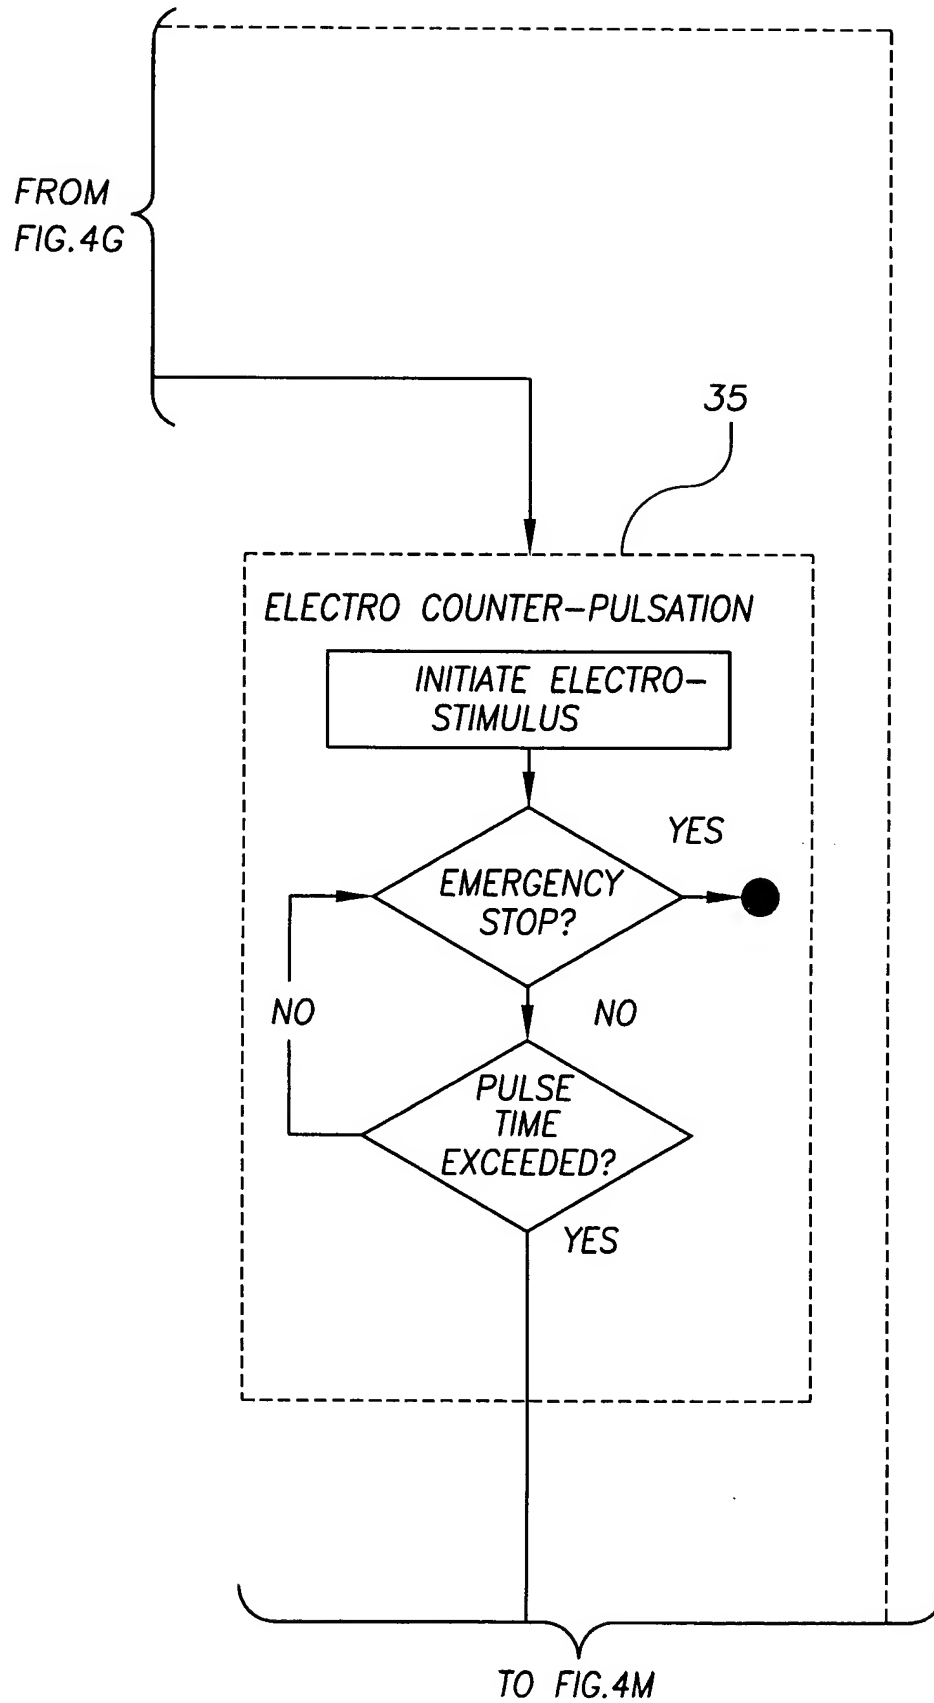 FROM
FIG.4G
35
ELECTRO COUNTER-PULSATION
INITIATE ELECTRO-
STIMULUS
YES
EMERGENCY
STOP?
NO
NO
PULSE
TIME
EXCEEDED?
YES
TO FIG.4M